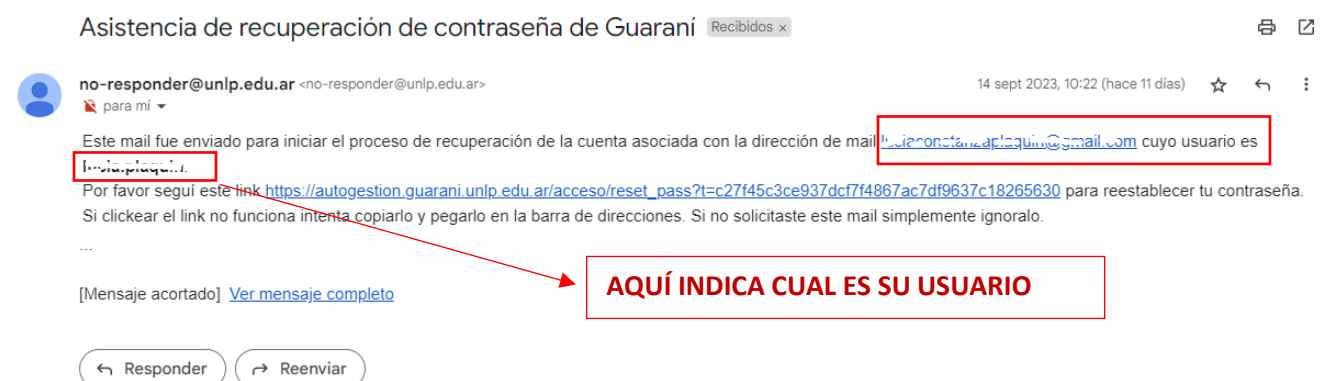 Asistencia de recuperación de contraseña de Guaraní Recibidos ×
no-responder@unlp.edu.ar <no-responder@unlp.edu.ar> 14 sept 2023, 10:22 (hace 11 días)
para mí
Este mail fue enviado para iniciar el proceso de recuperación de la cuenta asociada con la dirección de mail cuyo usuario es
Por favor seguí este link https://autogestion.guarani.unlp.edu.ar/acceso/reset_pass?t=c27f45c3ce937dcf7f4867ac7df9637c18265630 para reestablecer tu contraseña.
Si clickear el link no funciona intenta copiarlo y pegarlo en la barra de direcciones. Si no solicitaste este mail simplemente ignoralo.
...
AQUÍ INDICA CUAL ES SU USUARIO
[Mensaje acortado] Ver mensaje completo
Responder Reenviar